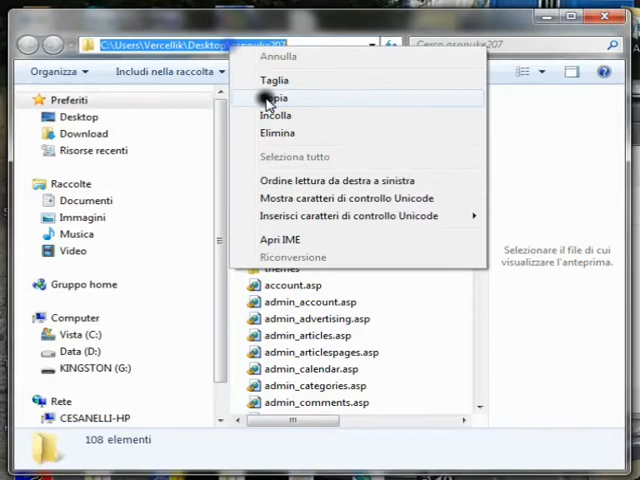 C:\Users\Vercellik\Desktop\aspnuke207
Cerca aspnuke207
Organizza
Includi nella raccolta
Preferiti
Desktop
Download
Risorse recenti
Raccolte
Documenti
Immagini
Musica
Video
Gruppo home
Computer
Vista (C:)
Data (D:)
KINGSTON (G:)
Rete
CESANELLI-HP
Annulla
Taglia
Incolla
Elimina
Seleziona tutto
Ordine lettura da destra a sinistra
Mostra caratteri di controllo Unicode
Inserisci caratteri di controllo Unicode
Apri IME
Riconversione
themes
account.asp
admin_account.asp
admin_advertising.asp
admin_articles.asp
admin_articlespages.asp
admin_calendar.asp
admin_categories.asp
admin_comments.asp
Selezionare il file di cui
visualizzare l'anteprima.
108 elementi